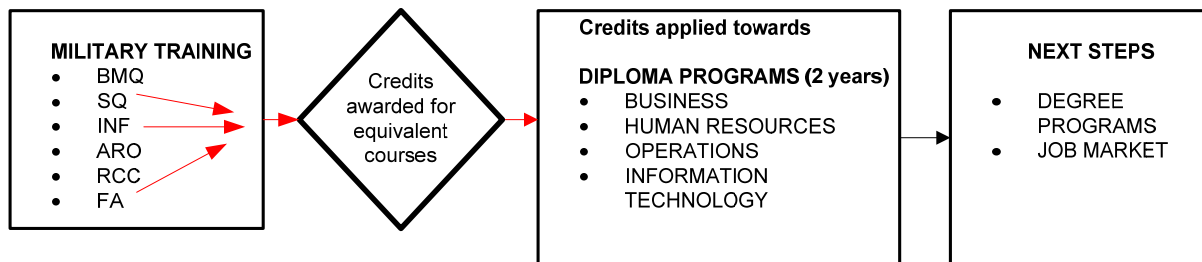 MILITARY TRAINING
• BMQ
• SQ
• INF
• ARO
• RCC
• FA
Credits
awarded for
equivalent
courses
Credits applied towards
DIPLOMA PROGRAMS (2 years)
• BUSINESS
• HUMAN RESOURCES
• OPERATIONS
• INFORMATION
TECHNOLOGY
NEXT STEPS
• DEGREE
PROGRAMS
• JOB MARKET